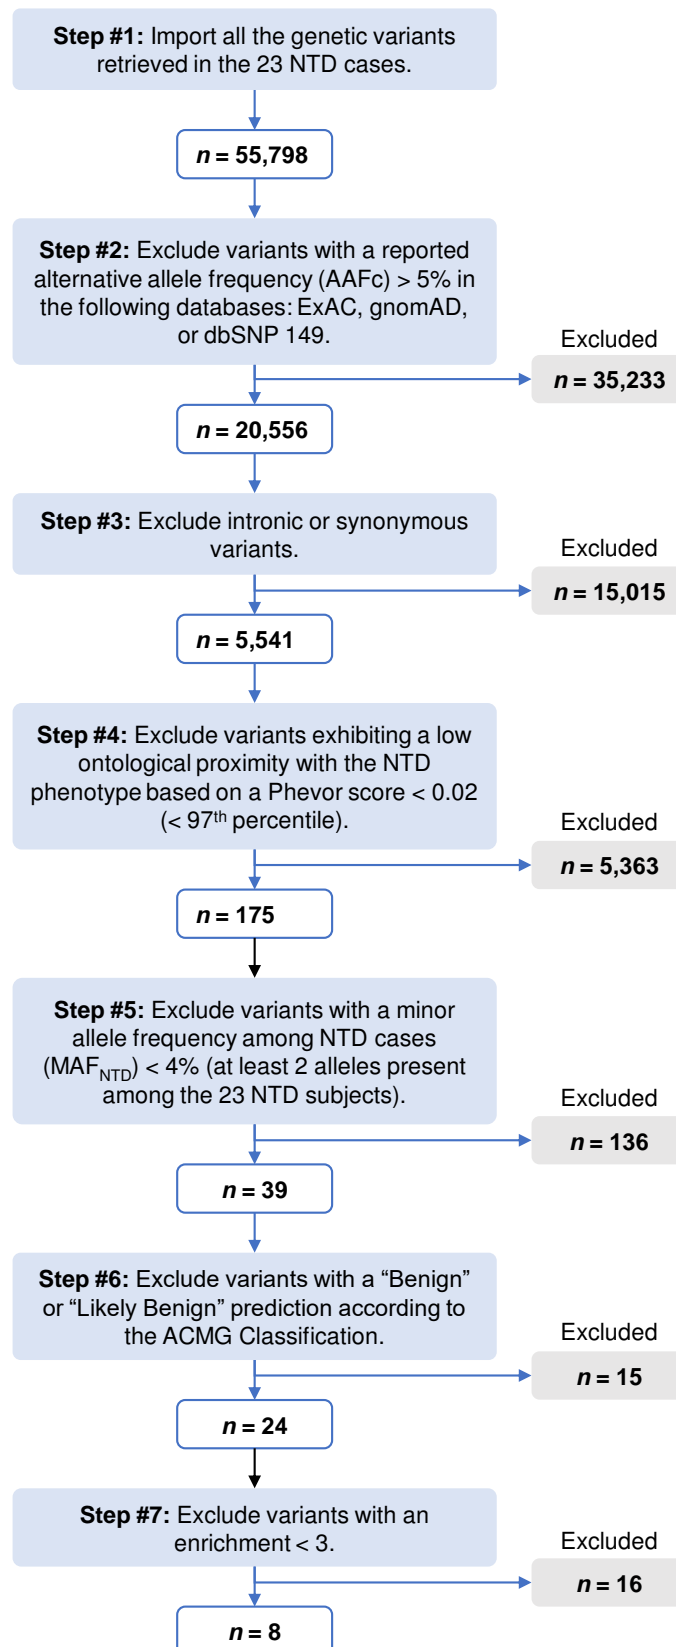 Step #1: Import all the genetic variants
retrieved in the 23 NTD cases.
n = 55,798
Step #2: Exclude variants with a reported
alternative allele frequency (AAFc) > 5% in
the following databases: ExAC, gnomAD,
or dbSNP 149.
Excluded
n = 35,233
n = 20,556
Step #3: Exclude intronic or synonymous
variants.
Excluded
n = 15,015
n = 5,541
Step #4: Exclude variants exhibiting a low
ontological proximity with the NTD
phenotype based on a Phevor score < 0.02
(< 97th percentile).
Excluded
n = 5,363
n = 175
Step #5: Exclude variants with a minor
allele frequency among NTD cases
(MAFNTD) < 4% (at least 2 alleles present
among the 23 NTD subjects).
Excluded
n = 136
n = 39
Step #6: Exclude variants with a “Benign”
or “Likely Benign” prediction according to
the ACMG Classification.
Excluded
n = 15
n = 24
Step #7: Exclude variants with an
enrichment < 3.
Excluded
n = 16
n = 8